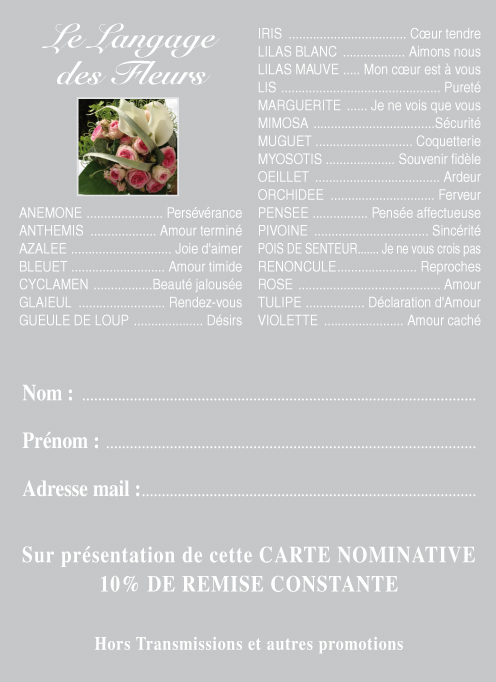 Le Langage
des Fleurs
ANEMONE ...................... Persévérance
ANTHEMIS ................... Amour terminé
AZALEE ............................. Joie d'aimer
BLEUET ........................... Amour timide
CYCLAMEN .................Beauté jalousée
GLAIEUL ......................... Rendez-vous
GUEULE DE LOUP .................... Désirs
IRIS .................................. Cœur tendre
LILAS BLANC .................. Aimons nous
LILAS MAUVE ..... Mon cœur est à vous
LIS .............................................. Pureté
MARGUERITE ...... Je ne vois que vous
MIMOSA ...................................Sécurité
MUGUET ............................ Coquetterie
MYOSOTIS .................... Souvenir fidèle
OEILLET .................................... Ardeur
ORCHIDEE ............................... Ferveur
PENSEE ................ Pensée affectueuse
PIVOINE ................................. Sincérité
POIS DE SENTEUR....... Je ne vous crois pas
RENONCULE....................... Reproches
ROSE ......................................... Amour
TULIPE ................. Déclaration d'Amour
VIOLETTE ....................... Amour caché
Nom : ................................................................................
Prénom : ...........................................................................
Adresse mail :....................................................................
Sur présentation de cette CARTE NOMINATIVE
10% DE REMISE CONSTANTE
Hors Transmissions et autres promotions